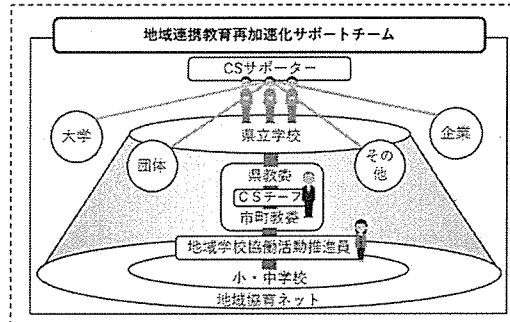 地域連携教育再加速化サポートチーム
CSサポーター
大学
企業
県立学校
団体
その
他
県教委
CSチーフ
市町教委
地域学校協働活動推進員
小・中学校
地域協育ネット